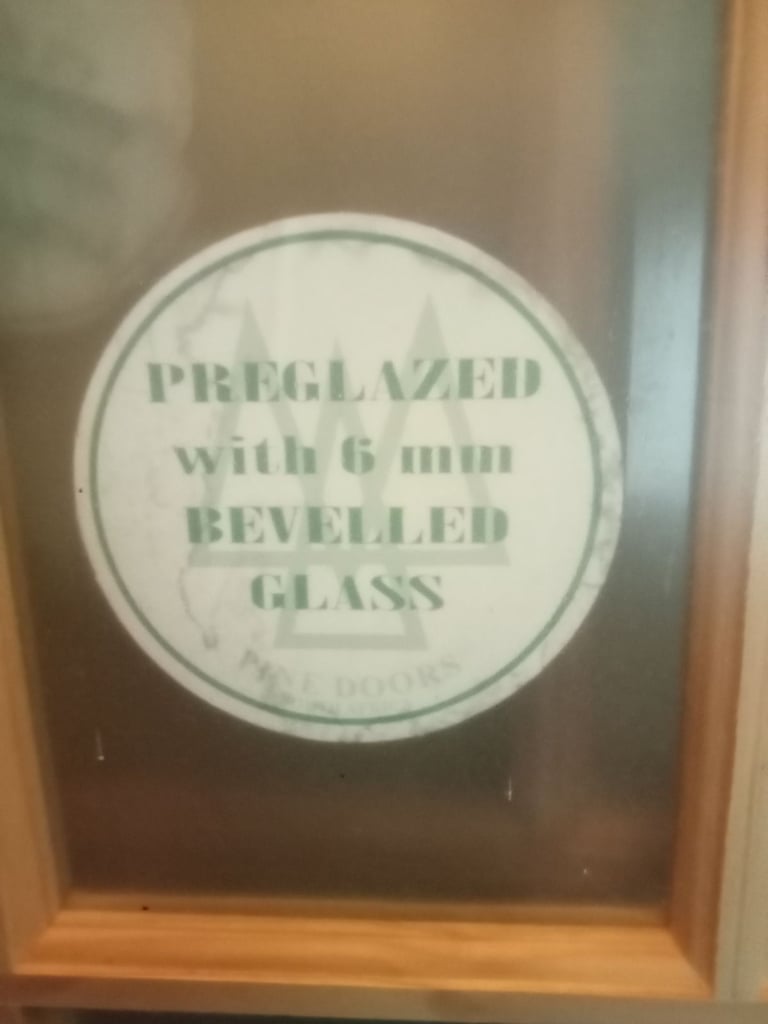 PREGLAZED
with 6 mm
BEVELLED
GLASS
PINE DOORS